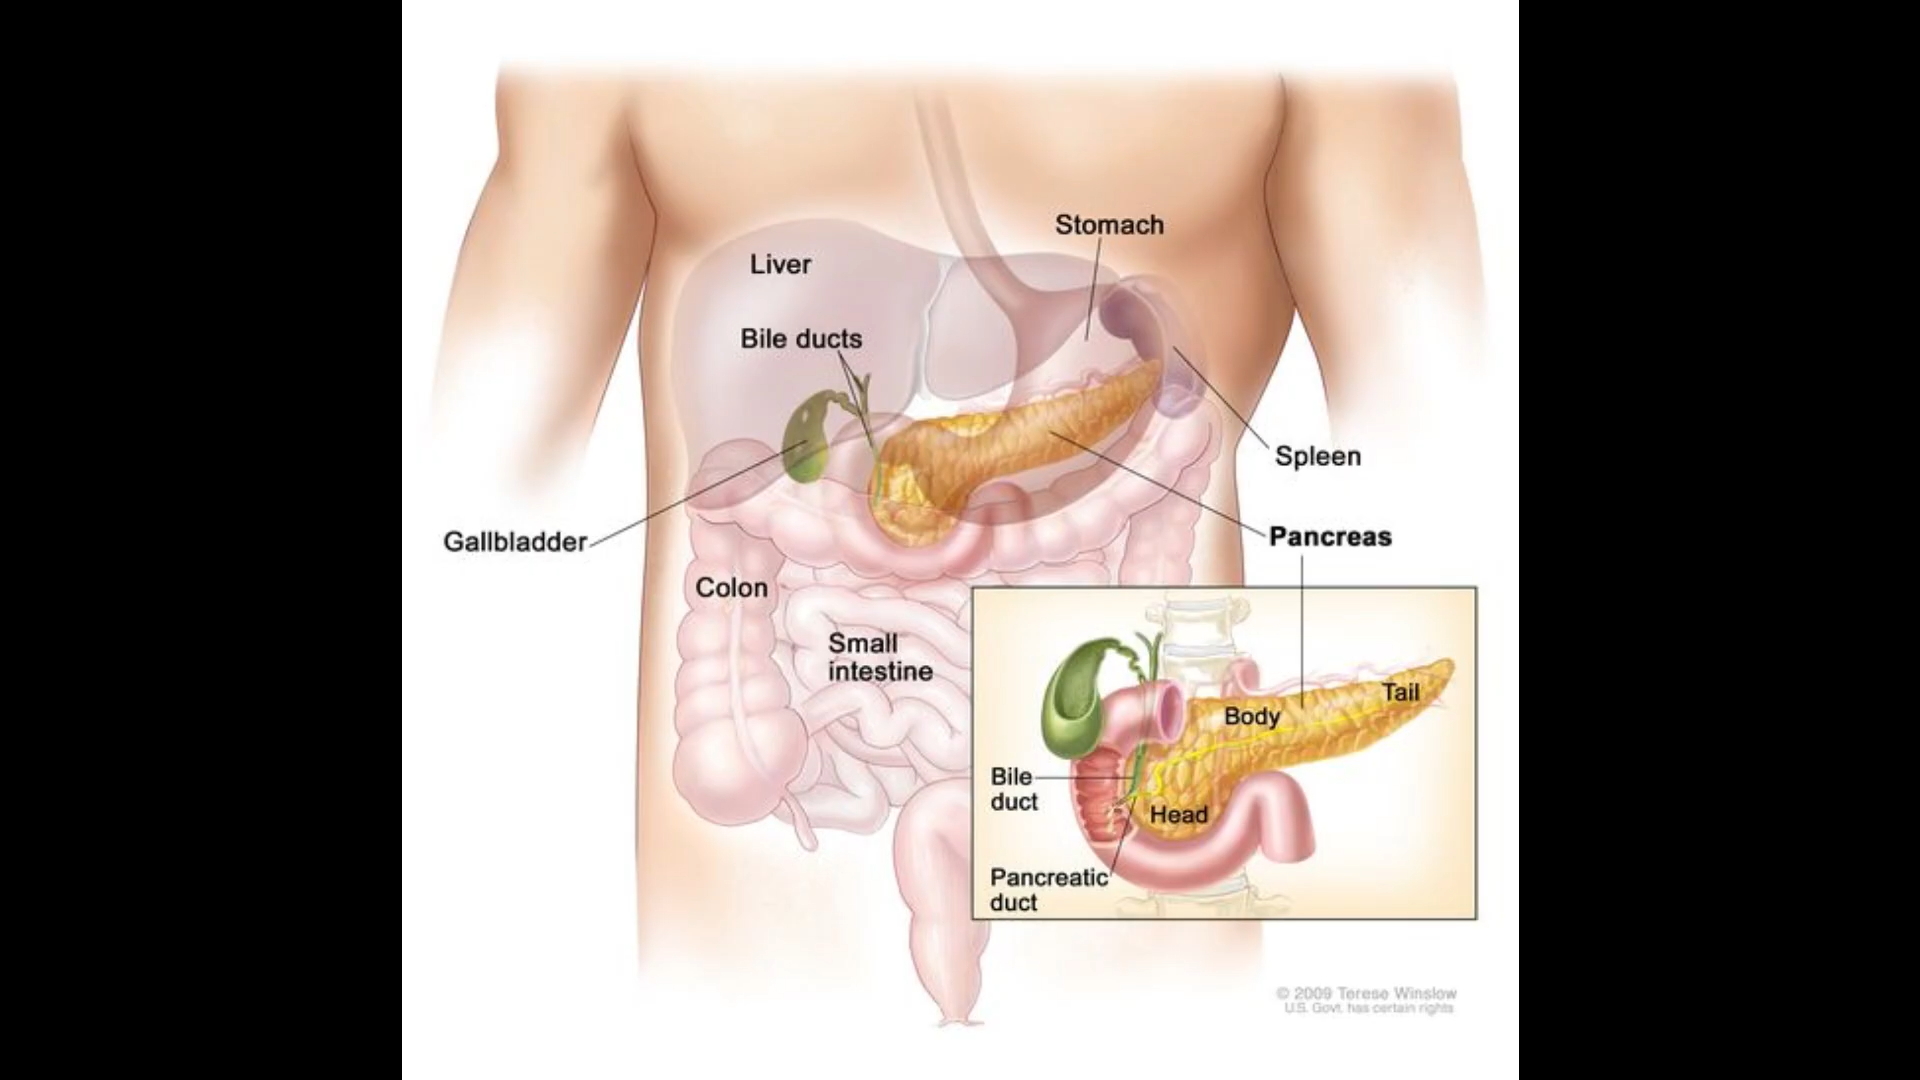 Stomach
Liver
Bile ducts
Spleen
Pancreas
Gallbladder
Colon
Small
intestine
Tail
Body
Bile
duct
Head
Pancreatic
duct
© 2009 Terese Winslow
U.S. Govt. has certain rights